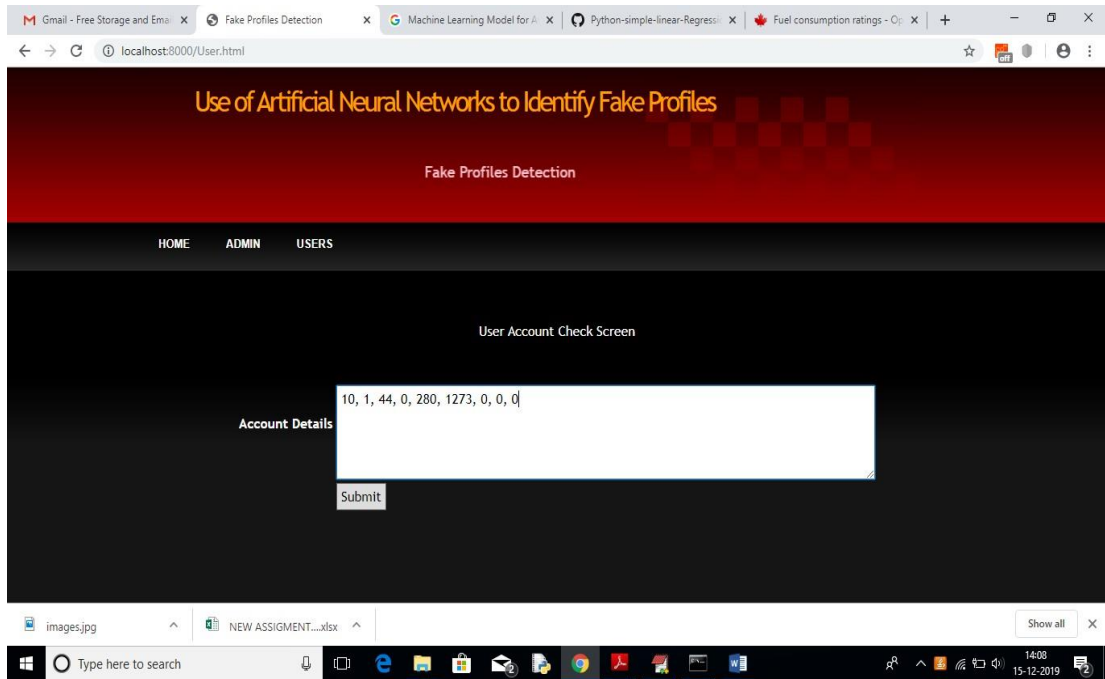 Gmail - Free Storage and Emai
Fake Profiles Detection
Machine Learning Model for A
Python-simple-linear-Regressi
Fuel consumption ratings - Op
localhost:8000/User.html
off
Use of Artificial Neural Networks to Identify Fake Profiles
Fake Profiles Detection
HOME ADMIN USERS
User Account Check Screen
Account Details
10, 1, 44, 0, 280, 1273, 0, 0, 0
Submit
images.jpg
NEW ASSIGMENT....xlsx
Show all
Type here to search
14:08
15-12-2019
2
2